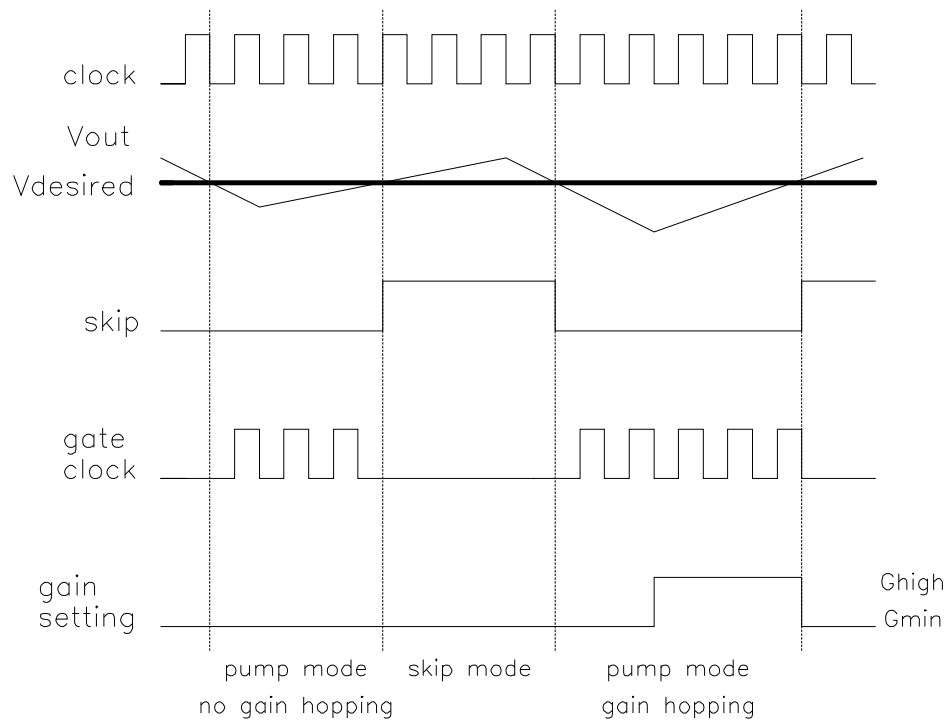 clock
Vout
Vdesired
skip
gate
clock
gain
setting
Ghigh
Gmin
pump mode
no gain hopping
skip mode
pump mode
gain hopping